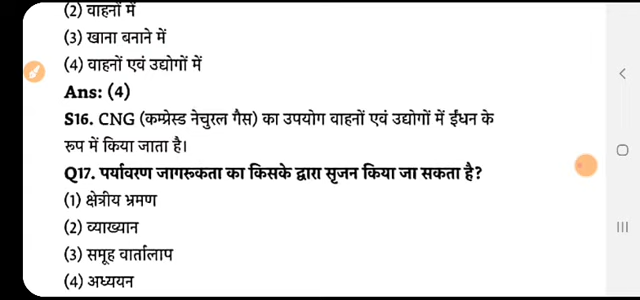 (2) वाहनों में
(3) खाना बनाने में
(4) वाहनों एवं उद्योगों में
Ans: (4)
S16. CNG (कम्प्रेस्ड नेचुरल गैस) का उपयोग वाहनों एवं उद्योगों में ईंधन के
रूप में किया जाता है।
Q17. पर्यावरण जागरूकता का किसके द्वारा सृजन किया जा सकता है?
(1) क्षेत्रीय भ्रमण
(2) व्याख्यान
(3) समूह वार्तालाप
(4) अध्ययन